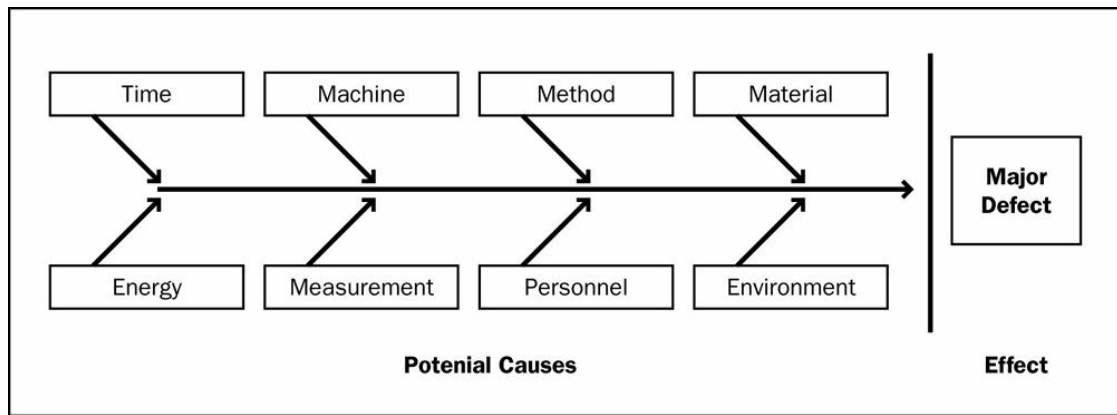 Time
Machine
Method
Material
Major
Defect
Energy
Measurement
Personnel
Environment
Potenial Causes
Effect